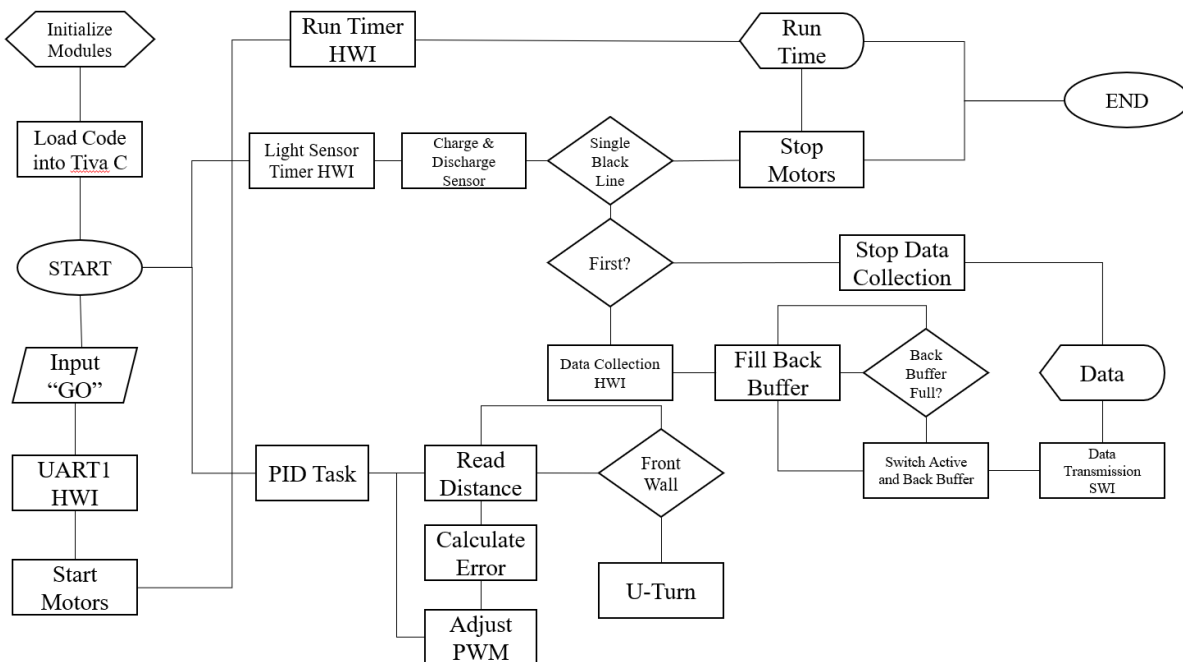 Initialize
Modules
Run Timer
HWI
Run
Time
END
Load Code
into Tiva C
Light Sensor
Timer HWI
Charge &
Discharge
Sensor
Single
Black
Line
Stop
Motors
START
First?
Stop Data
Collection
Input
“GO”
Data Collection
HWI
Fill Back
Buffer
Back
Buffer
Full?
Data
UART1
HWI
PID Task
Read
Distance
Front
Wall
Switch Active
and Back Buffer
Data
Transmission
SWI
Calculate
Error
Start
Motors
U-Turn
Adjust
PWM